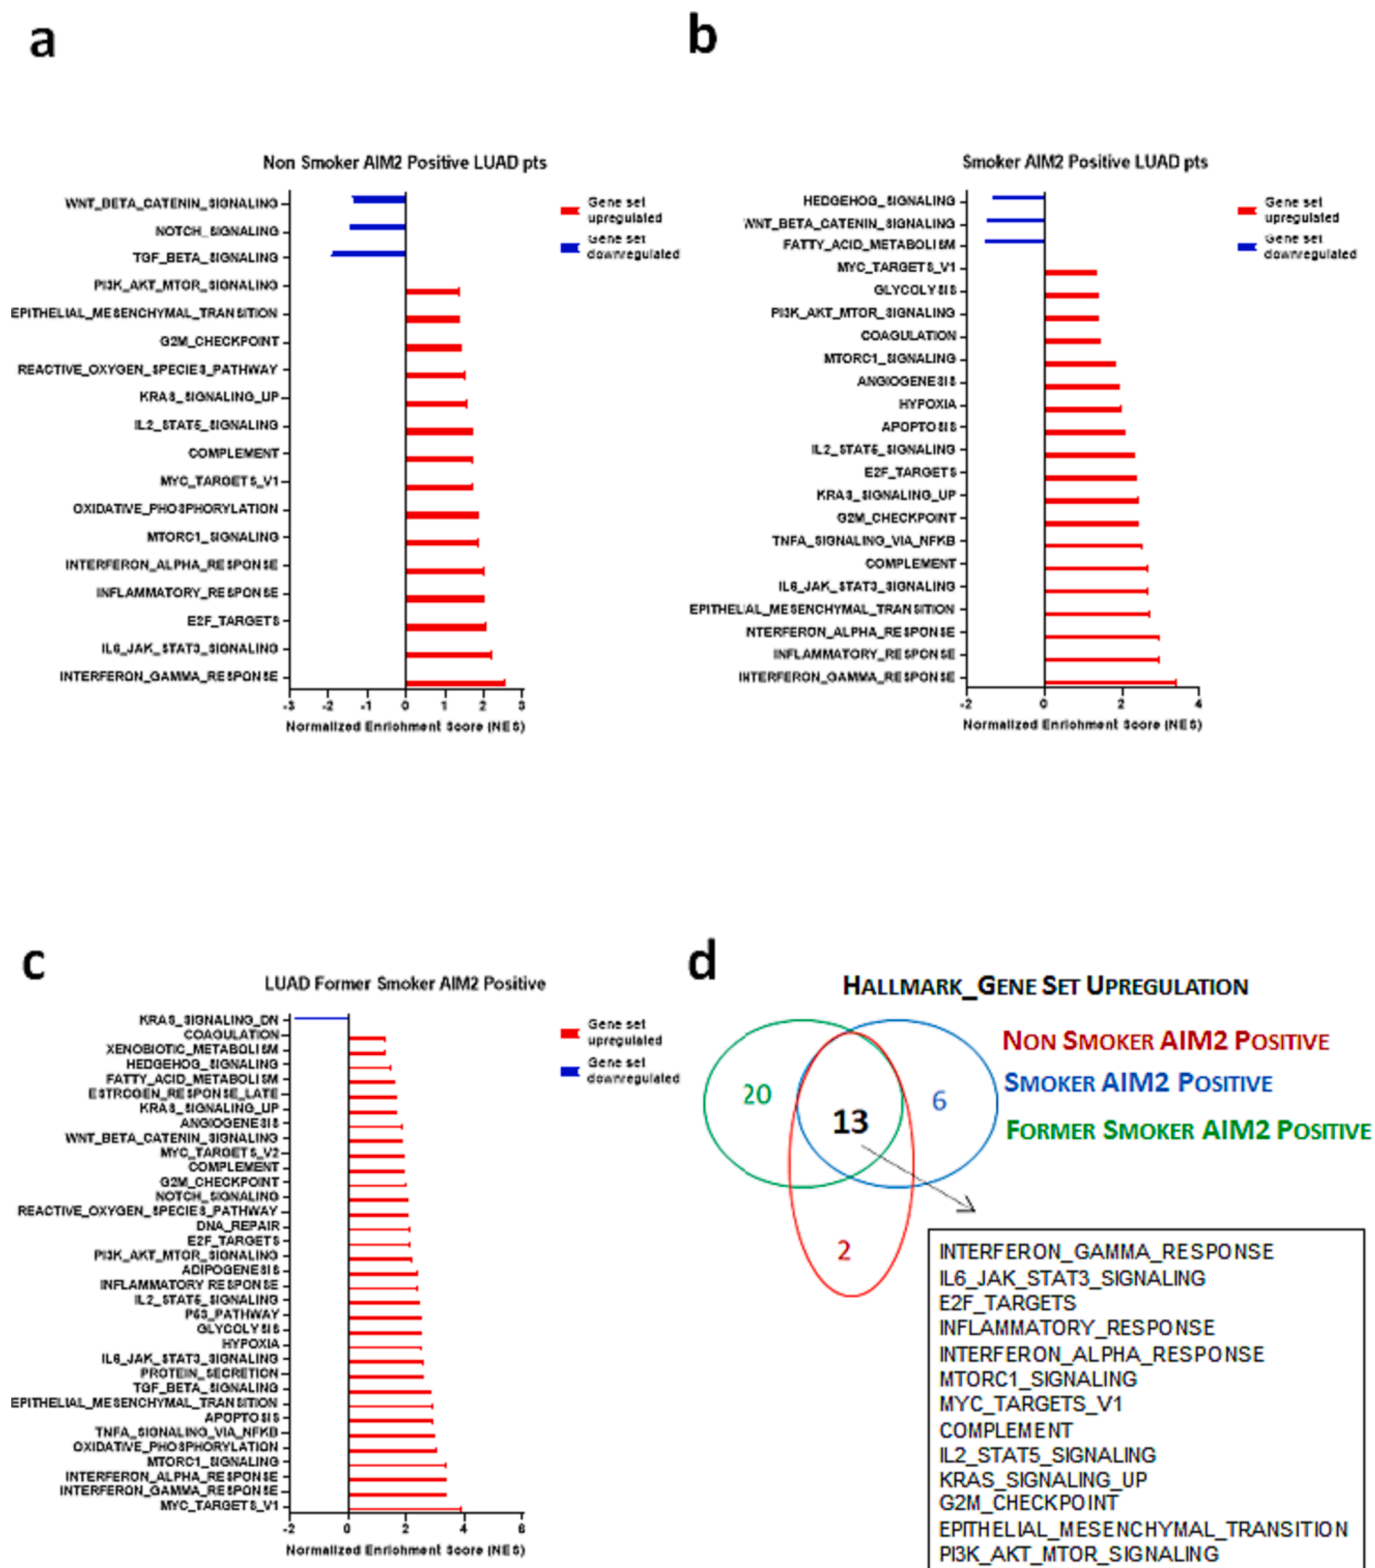 a
Non Smoker AIM2 Positive LUAD pts
WNT_BETA_CATENIN_SIGNALING
NOTCH_SIGNALING
TGF_BETA_SIGNALING
PI3K_AKT_MTOR_SIGNALING
EPITHELIAL_MESENCHYMAL_TRANSITION
G2M_CHECKPOINT
REACTIVE_OXYGEN_SPECIES_PATHWAY
KRAS_SIGNALING_UP
IL2_STAT5_SIGNALING
COMPLEMENT
MYC_TARGETS_V1
OXIDATIVE_PHOSPHORYLATION
MTORC1_SIGNALING
INTERFERON_ALPHA_RESPONSE
INFLAMMATORY_RESPONSE
E2F_TARGETS
IL6_JAK_STAT3_SIGNALING
INTERFERON_GAMMA_RESPONSE
-3 -2 -1 0 1 2 3
Normalized Enrichment Score (NES)
Gene set
upregulated
Gene set
downregulated
b
Smoker AIM2 Positive LUAD pts
HEDGEHOG_SIGNALING
WNT_BETA_CATENIN_SIGNALING
FATTY_ACID_METABOLISM
MYC_TARGETS_V1
GLYCOLYSIS
PI3K_AKT_MTOR_SIGNALING
COAGULATION
MTORC1_SIGNALING
ANGIOGENESIS
HYPOXIA
APOPTOSIS
IL2_STAT5_SIGNALING
E2F_TARGETS
KRAS_SIGNALING_UP
G2M_CHECKPOINT
TNFA_SIGNALING_VIA_NFKB
COMPLEMENT
IL6_JAK_STAT3_SIGNALING
EPITHELIAL_MESENCHYMAL_TRANSITION
NTERFERON_ALPHA_RESPONSE
INFLAMMATORY_RESPONSE
INTERFERON_GAMMA_RESPONSE
-2 0 2 4
Normalized Enrichment Score (NES)
Gene set
upregulated
Gene set
downregulated
c
LUAD Former Smoker AIM2 Positive
KRAS_SIGNALING_DN
COAGULATION
XENOBIOTIC_METABOLISM
HEDGEHOG_SIGNALING
FATTY_ACID_METABOLISM
ESTROGEN_RESPONSE_LATE
KRAS_SIGNALING_UP
ANGIOGENESIS
WNT_BETA_CATENIN_SIGNALING
MYC_TARGETS_V2
COMPLEMENT
G2M_CHECKPOINT
NOTCH_SIGNALING
REACTIVE_OXYGEN_SPECIES_PATHWAY
DNA_REPAIR
E2F_TARGETS
PI3K_AKT_MTOR_SIGNALING
ADIPOGENESIS
INFLAMMATORY RESPONSE
IL2_STAT5_SIGNALING
P53_PATHWAY
GLYCOLYSIS
HYPOXIA
IL6_JAK_STAT3_SIGNALING
PROTEIN_SECRETION
TGF_BETA_SIGNALING
EPITHELIAL_MESENCHYMAL_TRANSITION
APOPTOSIS
TNFA_SIGNALING_VIA_NFKB
OXIDATIVE_PHOSPHORYLATION
MTORC1_SIGNALING
INTERFERON_ALPHA_RESPONSE
INTERFERON_GAMMA_RESPONSE
MYC_TARGETS_V1
-2 0 2 4 6
Normalized Enrichment Score (NES)
Gene set
upregulated
Gene set
downregulated
d
HALLMARK_GENE SET UPREGULATION
NON SMOKER AIM2 POSITIVE
SMOKER AIM2 POSITIVE
FORMER SMOKER AIM2 POSITIVE
20
6
13
2
INTERFERON_GAMMA_RESPONSE
IL6_JAK_STAT3_SIGNALING
E2F_TARGETS
INFLAMMATORY_RESPONSE
INTERFERON_ALPHA_RESPONSE
MTORC1_SIGNALING
MYC_TARGETS_V1
COMPLEMENT
IL2_STAT5_SIGNALING
KRAS_SIGNALING_UP
G2M_CHECKPOINT
EPITHELIAL_MESENCHYMAL_TRANSITION
PI3K_AKT_MTOR_SIGNALING